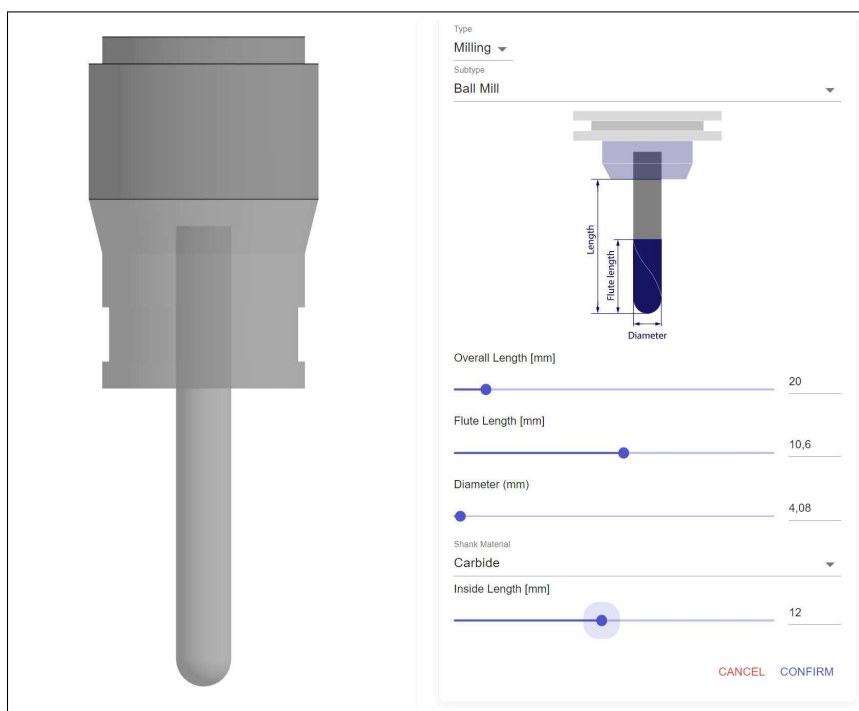 Type
Milling
Subtype
Ball Mill
Length
Flute length
Diameter
Overall Length [mm]
20
Flute Length [mm]
10,6
Diameter (mm)
4,08
Shank Material
Carbide
Inside Length [mm]
12
CANCEL CONFIRM